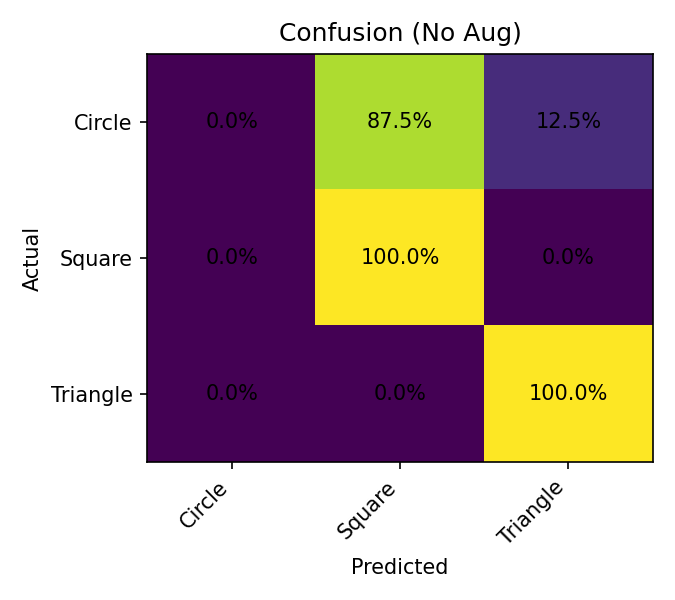 Confusion (No Aug)
Circle 0.0% 87.5% 12.5%
Square 0.0% 100.0% 0.0%
Triangle 0.0% 0.0% 100.0%
Actual
Circle Square Triangle
Predicted